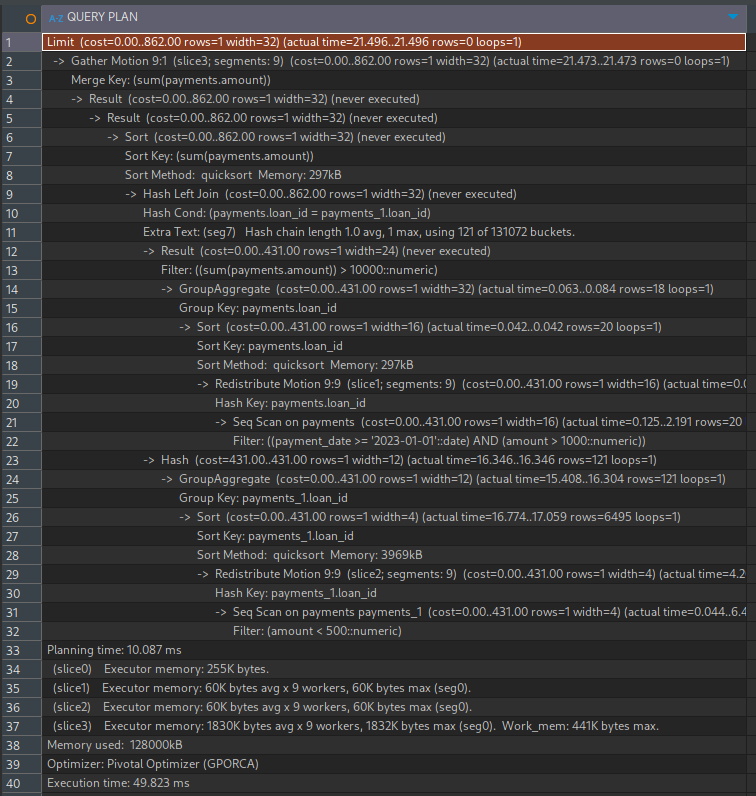 A-Z QUERY PLAN
1 Limit (cost=0.00..862.00 rows=1 width=32) (actual time=21.496..21.496 rows=0 loops=1)
2 -> Gather Motion 9:1 (slice3; segments: 9) (cost=0.00..862.00 rows=1 width=32) (actual time=21.473..21.473 rows=0 loops=1)
3 Merge Key: (sum(payments.amount))
4 -> Result (cost=0.00..862.00 rows=1 width=32) (never executed)
5 -> Result (cost=0.00..862.00 rows=1 width=32) (never executed)
6 -> Sort (cost=0.00..862.00 rows=1 width=32) (never executed)
7 Sort Key: (sum(payments.amount))
8 Sort Method: quicksort Memory: 297kB
9 -> Hash Left Join (cost=0.00..862.00 rows=1 width=32) (never executed)
10 Hash Cond: (payments.loan_id = payments_1.loan_id)
11 Extra Text: (seg7) Hash chain length 1.0 avg, 1 max, using 121 of 131072 buckets.
12 -> Result (cost=0.00..431.00 rows=1 width=24) (never executed)
13 Filter: ((sum(payments.amount)) > 10000::numeric)
14 -> GroupAggregate (cost=0.00..431.00 rows=1 width=32) (actual time=0.063..0.084 rows=18 loops=1)
15 Group Key: payments.loan_id
16 -> Sort (cost=0.00..431.00 rows=1 width=16) (actual time=0.042..0.042 rows=20 loops=1)
17 Sort Key: payments.loan_id
18 Sort Method: quicksort Memory: 297kB
19 -> Redistribute Motion 9:9 (slice1; segments: 9) (cost=0.00..431.00 rows=1 width=16) (actual time=0.0
20 Hash Key: payments.loan_id
21 -> Seq Scan on payments (cost=0.00..431.00 rows=1 width=16) (actual time=0.125..2.191 rows=20
22 Filter: ((payment_date >= '2023-01-01'::date) AND (amount > 1000::numeric))
23 -> Hash (cost=431.00..431.00 rows=1 width=12) (actual time=16.346..16.346 rows=121 loops=1)
24 -> GroupAggregate (cost=0.00..431.00 rows=1 width=12) (actual time=15.408..16.304 rows=121 loops=1)
25 Group Key: payments_1.loan_id
26 -> Sort (cost=0.00..431.00 rows=1 width=4) (actual time=16.774..17.059 rows=6495 loops=1)
27 Sort Key: payments_1.loan_id
28 Sort Method: quicksort Memory: 3969kB
29 -> Redistribute Motion 9:9 (slice2; segments: 9) (cost=0.00..431.00 rows=1 width=4) (actual time=4.2
30 Hash Key: payments_1.loan_id
31 -> Seq Scan on payments payments_1 (cost=0.00..431.00 rows=1 width=4) (actual time=0.044..6.4
32 Filter: (amount < 500::numeric)
33 Planning time: 10.087 ms
34 (slice0) Executor memory: 255K bytes.
35 (slice1) Executor memory: 60K bytes avg x 9 workers, 60K bytes max (seg0).
36 (slice2) Executor memory: 60K bytes avg x 9 workers, 60K bytes max (seg0).
37 (slice3) Executor memory: 1830K bytes avg x 9 workers, 1832K bytes max (seg0). Work_mem: 441K bytes max.
38 Memory used: 128000kB
39 Optimizer: Pivotal Optimizer (GPORCA)
40 Execution time: 49.823 ms